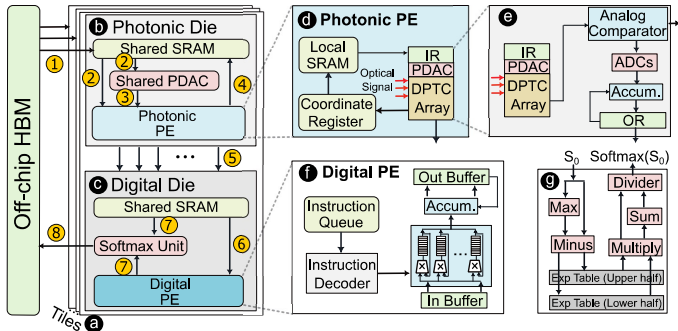 Off-chip HBM
1
b Photonic Die
Shared SRAM
2
2
Shared PDAC
3
4
Photonic
PE
...
5
c Digital Die
Shared SRAM
7
6
Softmax Unit
8
7
Digital
PE
Tiles a
d Photonic PE
Local
SRAM
IR
PDAC
DPTC
Array
Optical
Signal
Coordinate
Register
e
IR
PDAC
DPTC
Array
Analog
Comparator
ADCs
Accum.
OR
f Digital PE
Out Buffer
Accum.
Instruction
Queue
Instruction
Decoder
...
In Buffer
g
S0
Softmax(S0)
Divider
Max
Sum
Minus
Multiply
Exp Table (Upper half)
Exp Table (Lower half)